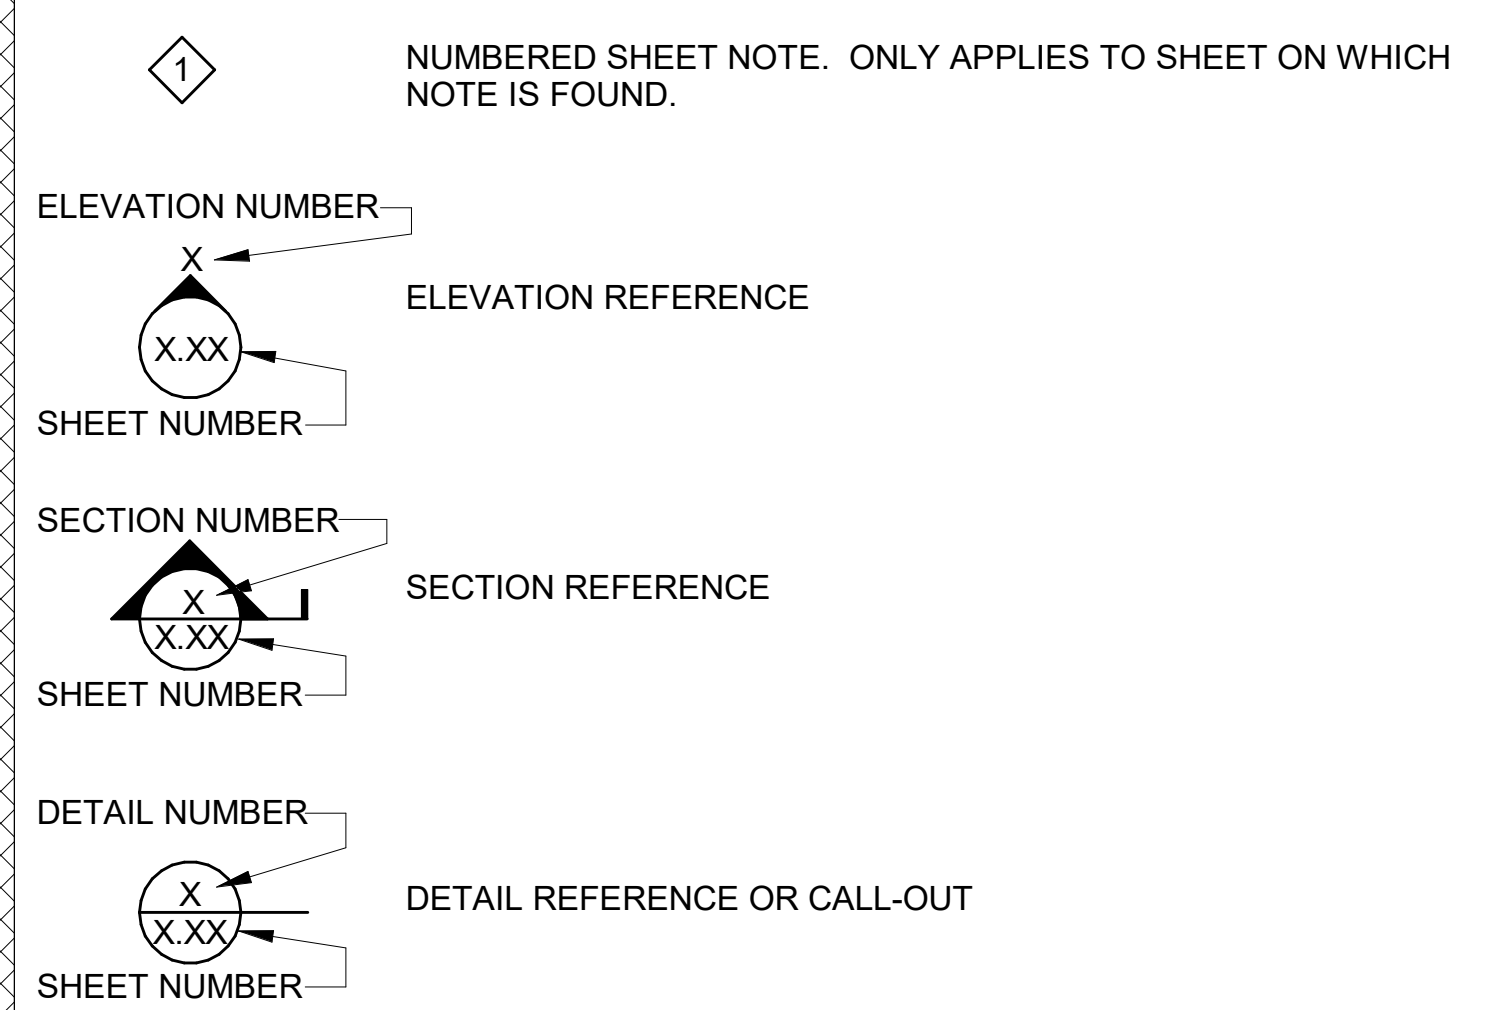 1
NUMBERED SHEET NOTE.  ONLY APPLIES TO SHEET ON WHICH
NOTE IS FOUND.
ELEVATION NUMBER
X
ELEVATION REFERENCE
X.XX
SHEET NUMBER
SECTION NUMBER
SECTION REFERENCE
X
X.XX
SHEET NUMBER
DETAIL NUMBER
X
DETAIL REFERENCE OR CALL-OUT
X.XX
SHEET NUMBER